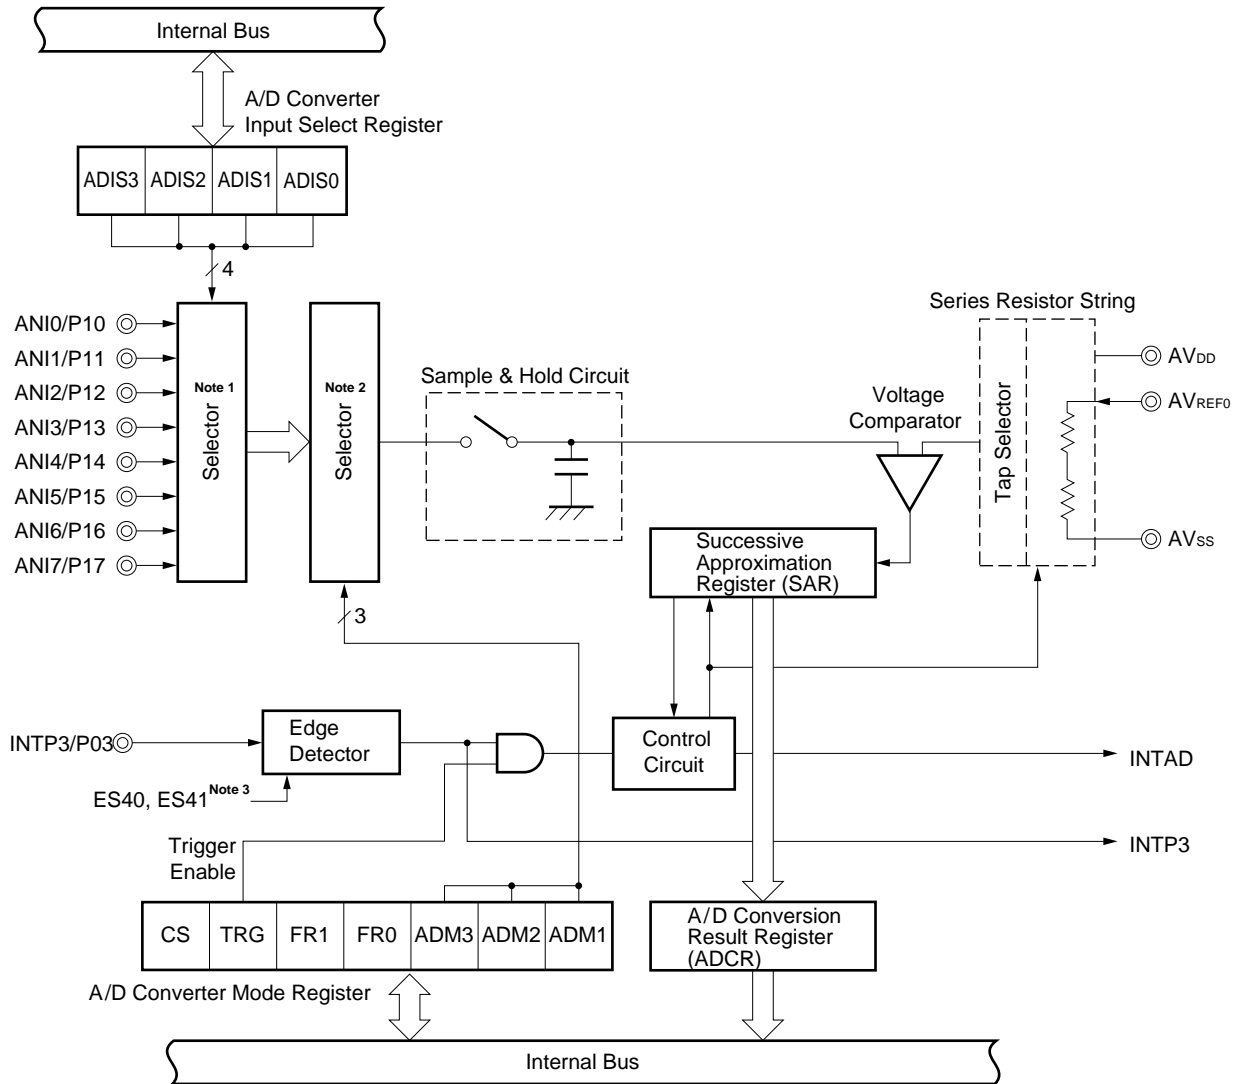 Internal Bus
A/D Converter
Input Select Register
ADIS3 ADIS2 ADIS1 ADIS0
4
ANI0/P10
ANI1/P11
ANI2/P12
ANI3/P13
ANI4/P14
ANI5/P15
ANI6/P16
ANI7/P17
Note 1
Selector
Note 2
Selector
3
Sample & Hold Circuit
Voltage
Comparator
Series Resistor String
Tap Selector
AVDD
AVREF0
AVSS
Successive
Approximation
Register (SAR)
INTP3/P03
Edge
Detector
ES40, ES41 Note 3
Control
Circuit
INTAD
INTP3
Trigger
Enable
CS TRG FR1 FR0 ADM3 ADM2 ADM1
A/D Converter Mode Register
A/D Conversion
Result Register
(ADCR)
Internal Bus